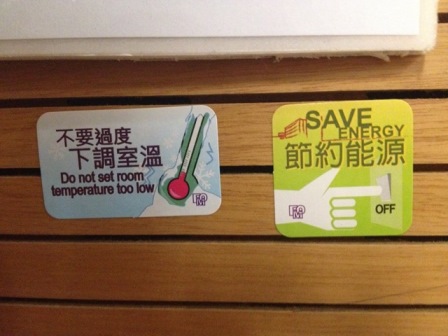 不要過度
下調室溫
Do not set room
temperature too low
SAVE
ENERGY
節約能源
OFF